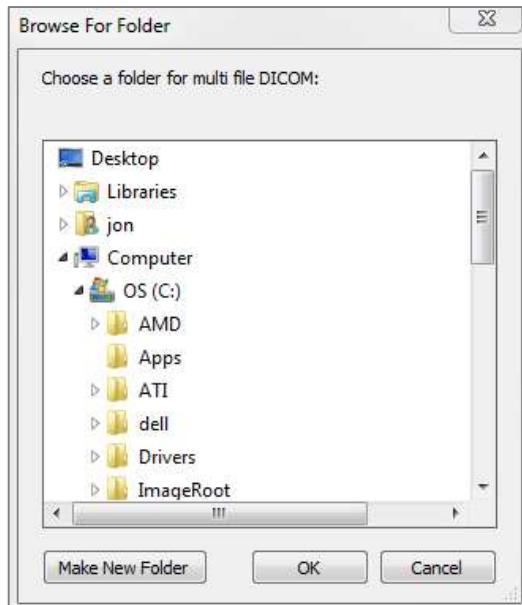 Browse For Folder
Choose a folder for multi file DICOM:
Desktop
Libraries
jon
Computer
OS (C:)
AMD
Apps
ATI
dell
Drivers
ImageRoot
Make New Folder OK Cancel